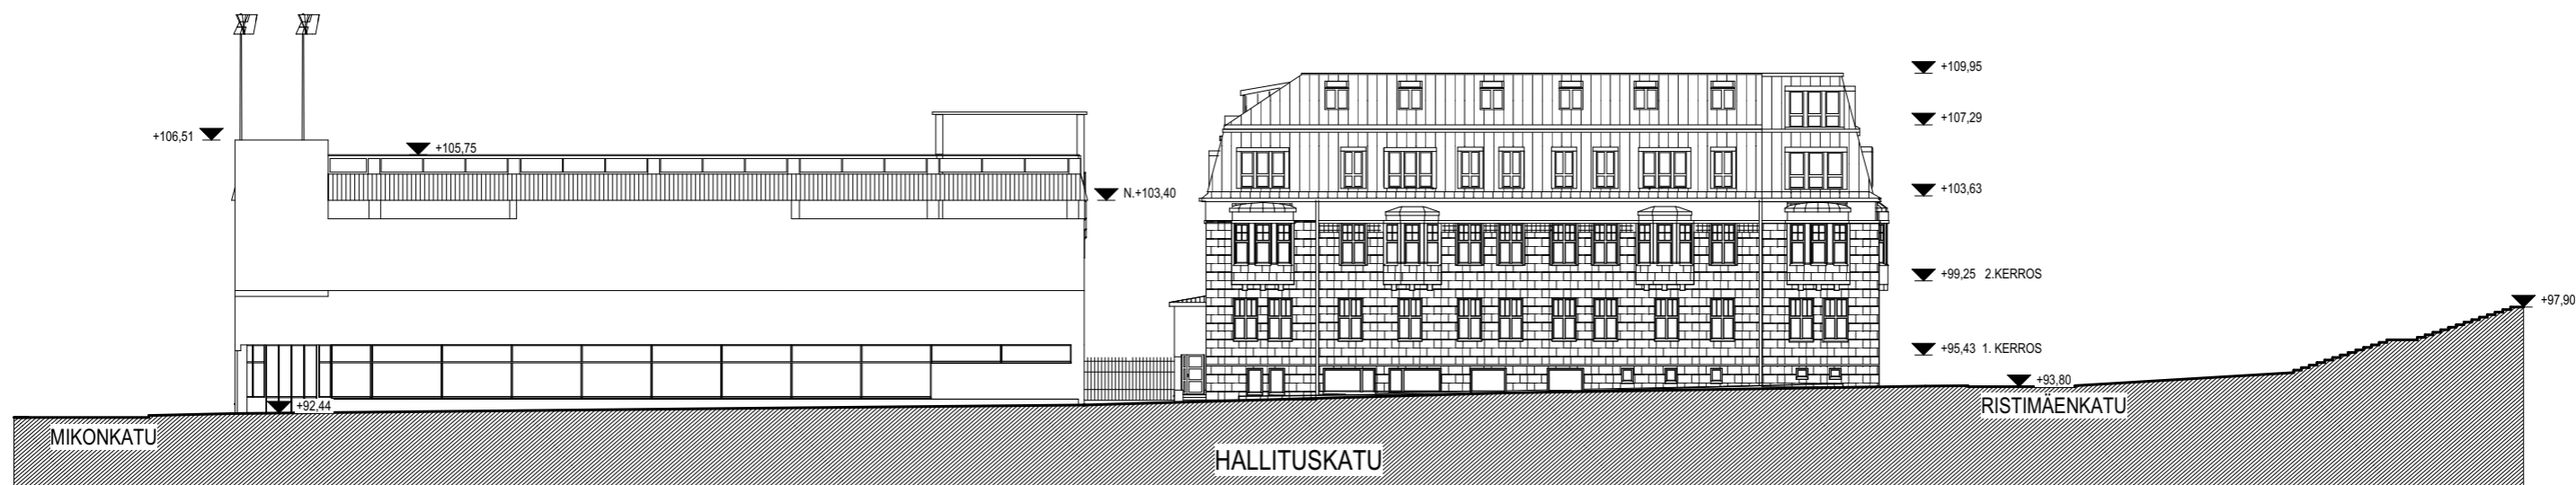 +109,95
+107,29
+106,51
+105,75
N.+103,40
+103,63
+99,25 2.KERROS
+97,90
+95,43 1. KERROS
+93,80
+92,44
RISTIMÄENKATU
MIKONKATU
HALLITUSKATU